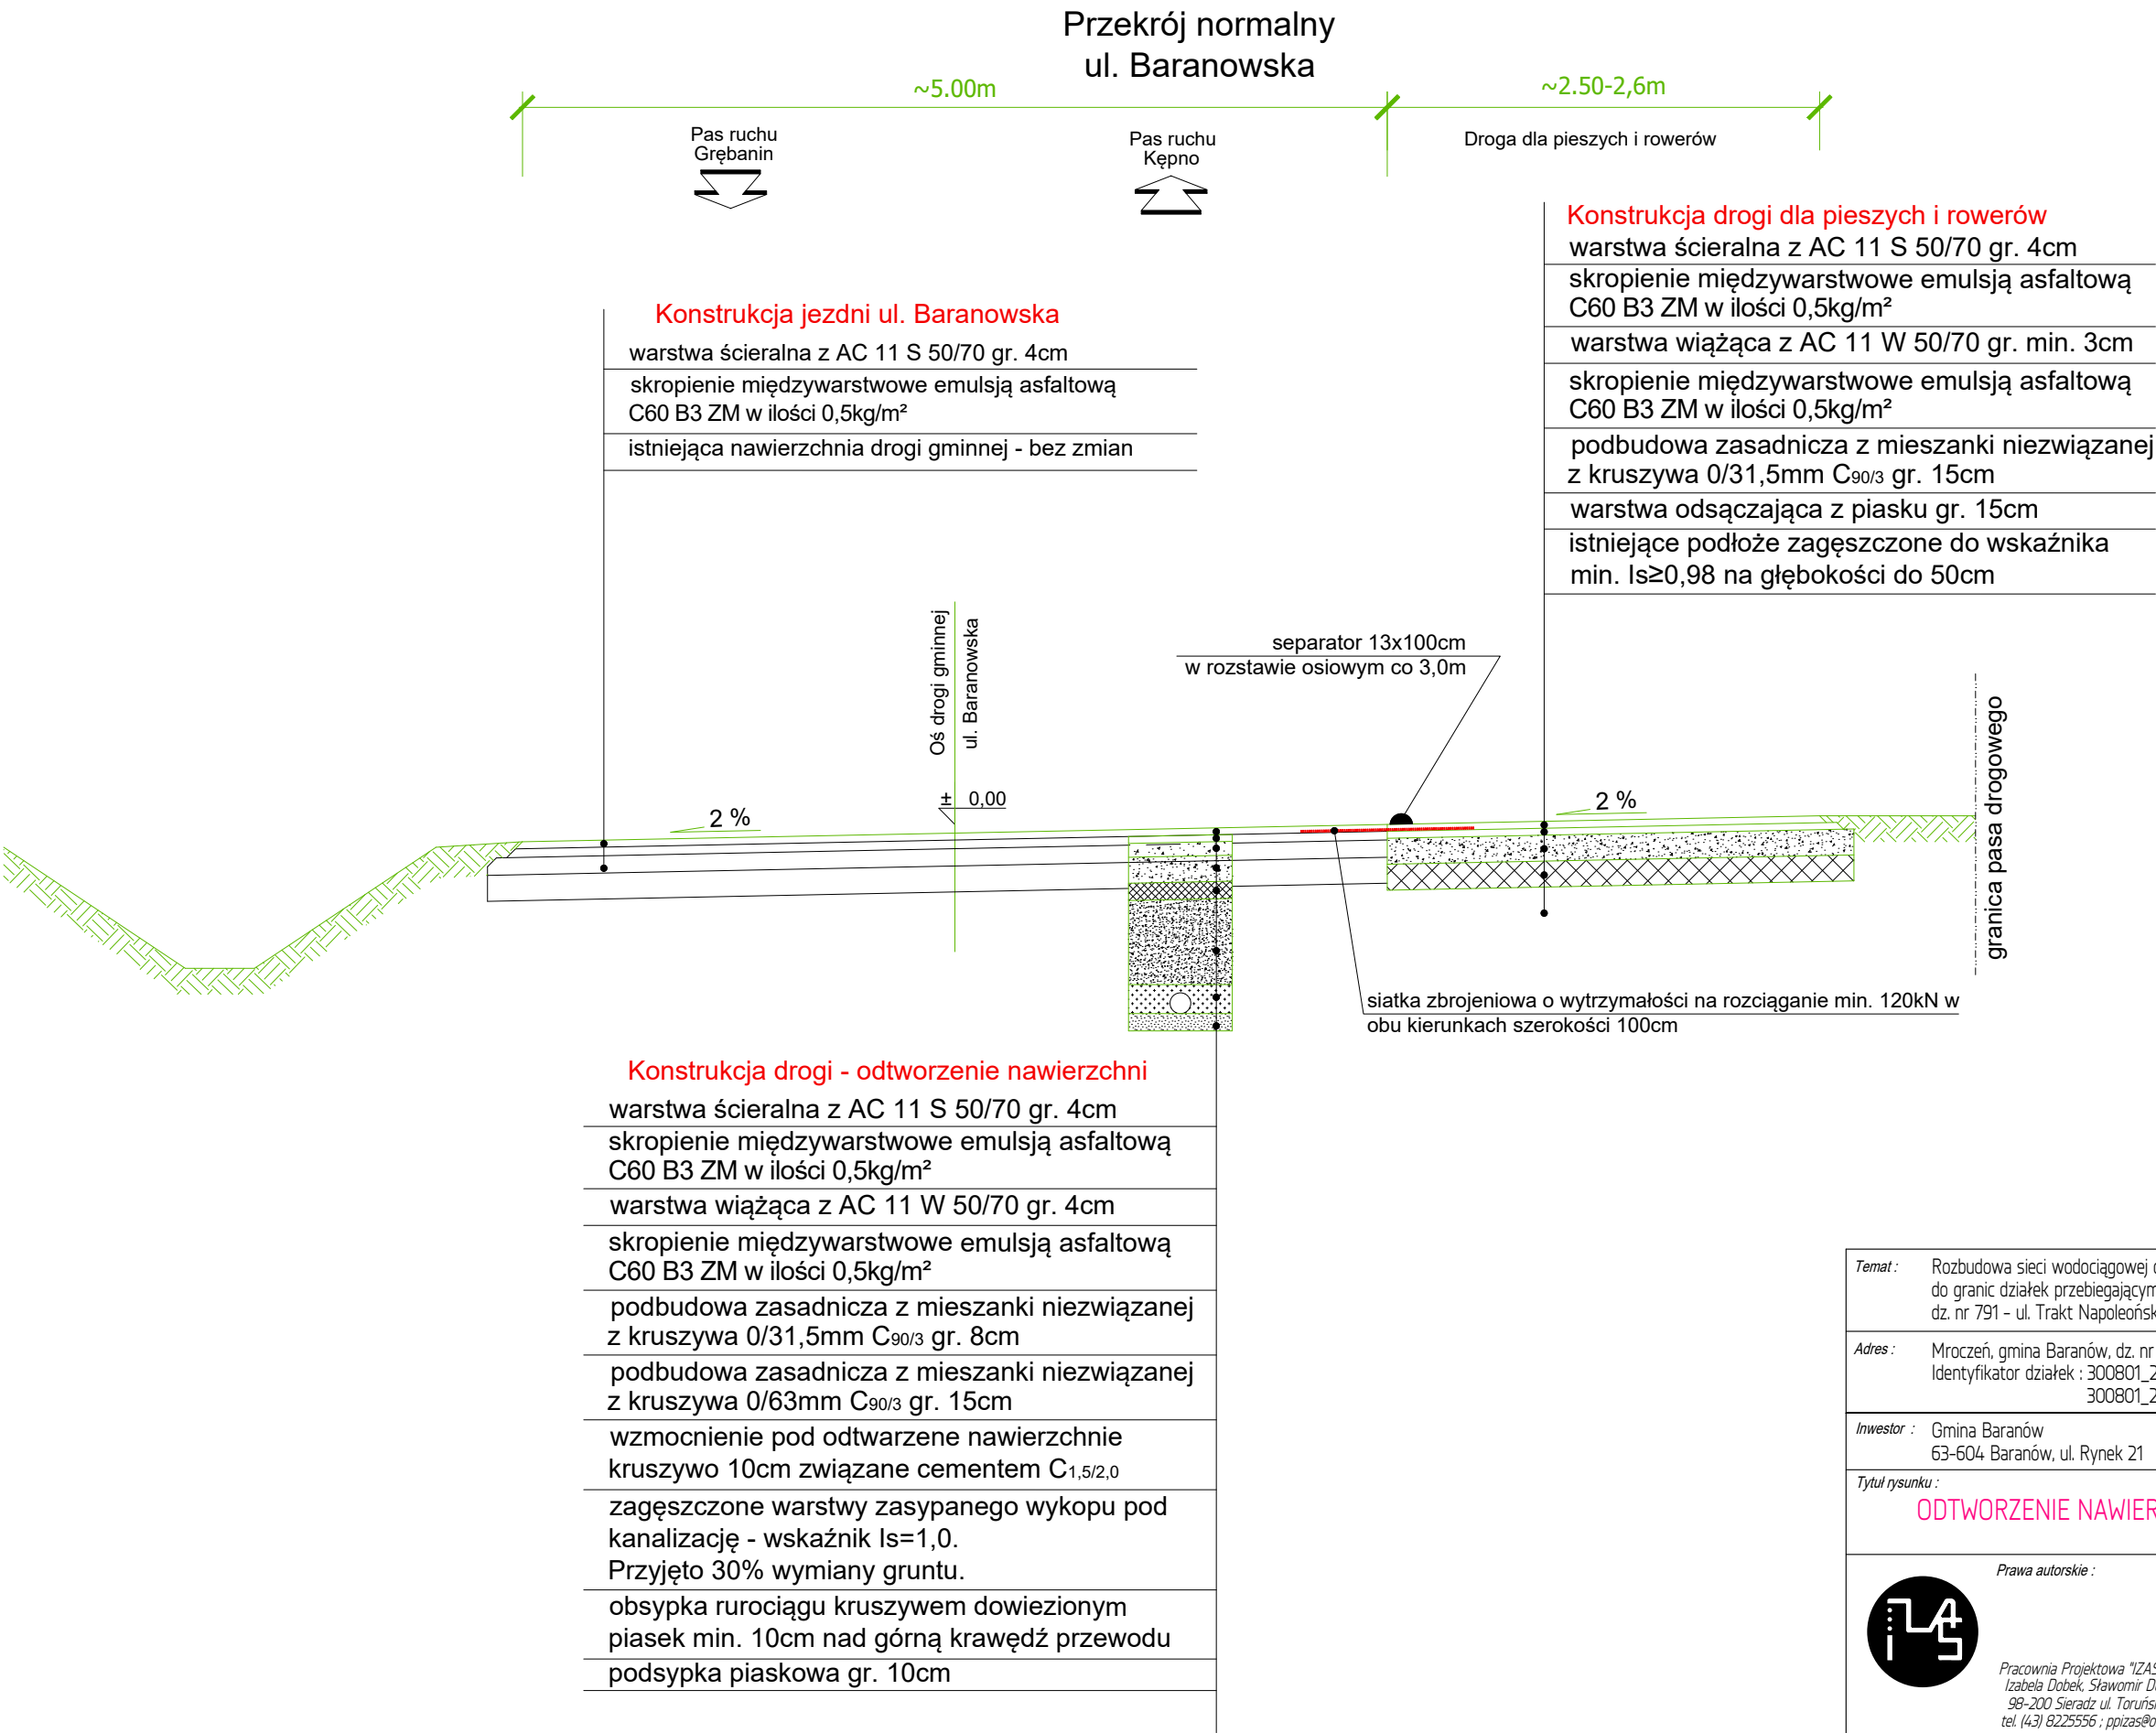 Przekrój normalny
ul. Baranowska
~5.00m
~2.50-2,6m
Pas ruchu
Grębanin
Pas ruchu
Kępno
Droga dla pieszych i rowerów
Konstrukcja drogi dla pieszych i rowerów
warstwa ścieralna z AC 11 S 50/70 gr. 4cm
skropienie międzywarstwowe emulsją asfaltową
C60 B3 ZM w ilości 0,5kg/m²
warstwa wiążąca z AC 11 W 50/70 gr. min. 3cm
skropienie międzywarstwowe emulsją asfaltową
C60 B3 ZM w ilości 0,5kg/m²
podbudowa zasadnicza z mieszanki niezwiązanej
z kruszywa 0/31,5mm C90/3 gr. 15cm
warstwa odsączająca z piasku gr. 15cm
istniejące podłoże zagęszczone do wskaźnika
min. Is≥0,98 na głębokości do 50cm
Konstrukcja jezdni ul. Baranowska
warstwa ścieralna z AC 11 S 50/70 gr. 4cm
skropienie międzywarstwowe emulsją asfaltową
C60 B3 ZM w ilości 0,5kg/m²
istniejąca nawierzchnia drogi gminnej - bez zmian
Oś drogi gminnej
ul. Baranowska
separator 13x100cm
w rozstawie osiowym co 3,0m
granica pasa drogowego
2 %
± 0,00
2 %
siatka zbrojeniowa o wytrzymałości na rozciąganie min. 120kN w
obu kierunkach szerokości 100cm
Konstrukcja drogi - odtworzenie nawierzchni
warstwa ścieralna z AC 11 S 50/70 gr. 4cm
skropienie międzywarstwowe emulsją asfaltową
C60 B3 ZM w ilości 0,5kg/m²
warstwa wiążąca z AC 11 W 50/70 gr. 4cm
skropienie międzywarstwowe emulsją asfaltową
C60 B3 ZM w ilości 0,5kg/m²
podbudowa zasadnicza z mieszanki niezwiązanej
z kruszywa 0/31,5mm C90/3 gr. 8cm
podbudowa zasadnicza z mieszanki niezwiązanej
z kruszywa 0/63mm C90/3 gr. 15cm
wzmocnienie pod odtwarzene nawierzchnie
kruszywo 10cm związane cementem C1,5/2,0
zagęszczone warstwy zasypanego wykopu pod
kanalizację - wskaźnik Is=1,0.
Przyjęto 30% wymiany gruntu.
obsypka rurociągu kruszywem dowiezionym
piasek min. 10cm nad górną krawędź przewodu
podsypka piaskowa gr. 10cm
Temat : Rozbudowa sieci wodociągowej
do granic działek
dz. nr 791 - ul. Trakt
Adres : Mroczeń, gmina Baranów, dz. nr
Identyfikator działek : 300801_2
300801_2
Inwestor : Gmina Baranów
63-604 Baranów, ul. Rynek 21
Tytuł rysunku :
ODTWORZENIE
Prawa autorskie :
Pracownia Projektowa
Izabela Dobek, Sławomir
98-200 Sieradz ul.
tel. (43) 8225556 ;